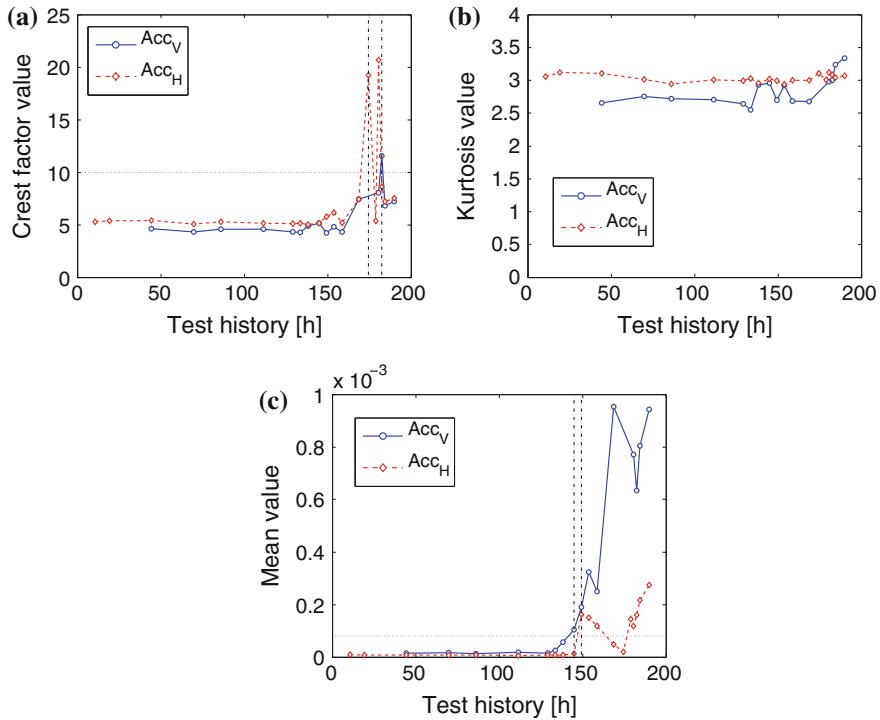 (a)
25
20
15
10
5
0
Crest factor value
Acc_V
Acc_H
0
50
100
150
200
Test history [h]
(b)
4
3.5
3
2.5
2
1.5
1
0.5
0
Kurtosis value
Acc_V
Acc_H
0
50
100
150
200
Test history [h]
(c)
x 10^-3
1
0.8
0.6
0.4
0.2
0
Mean value
Acc_V
Acc_H
0
50
100
150
200
Test history [h]